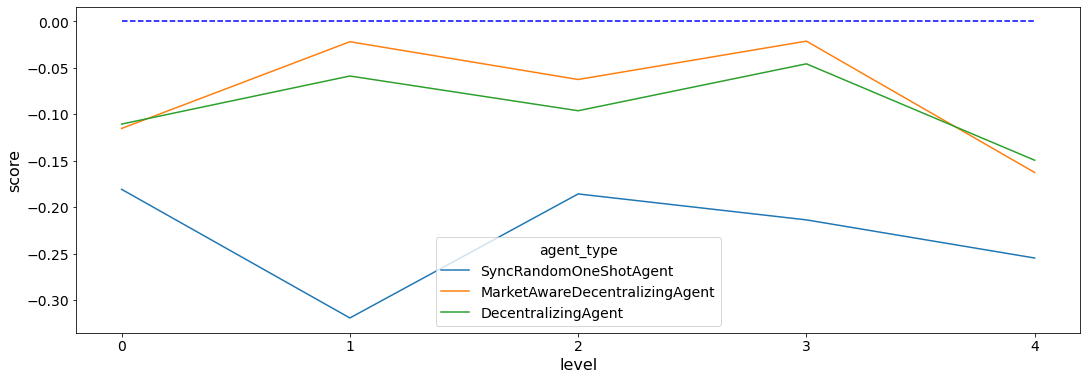 0.00
−0.05
−0.10
−0.15
−0.20
−0.25
−0.30
score
agent_type
SyncRandomOneShotAgent
MarketAwareDecentralizingAgent
DecentralizingAgent
0 1 2 3 4
level